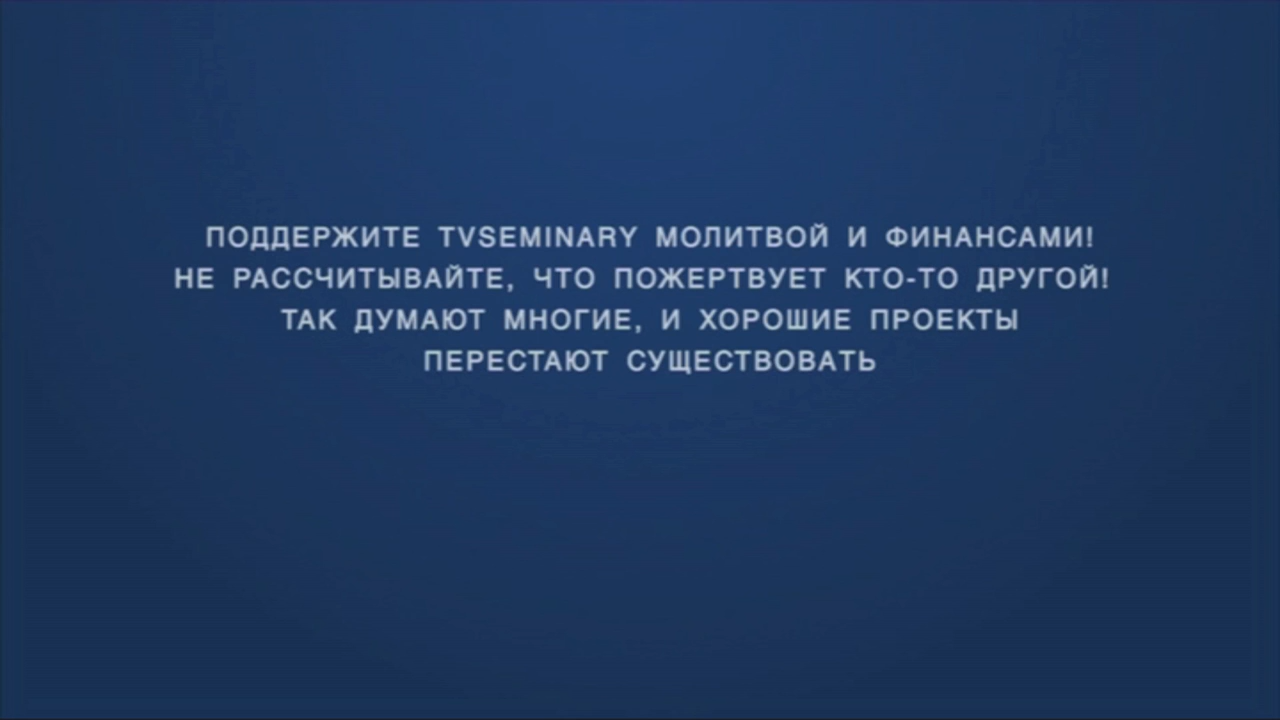 ПОДДЕРЖИТЕ TVSEMINARY МОЛИТВОЙ И ФИНАНСАМИ!
НЕ РАССЧИТЫВАЙТЕ, ЧТО ПОЖЕРТВУЕТ КТО-ТО ДРУГОЙ!
ТАК ДУМАЮТ МНОГИЕ, И ХОРОШИЕ ПРОЕКТЫ
ПЕРЕСТАЮТ СУЩЕСТВОВАТЬ